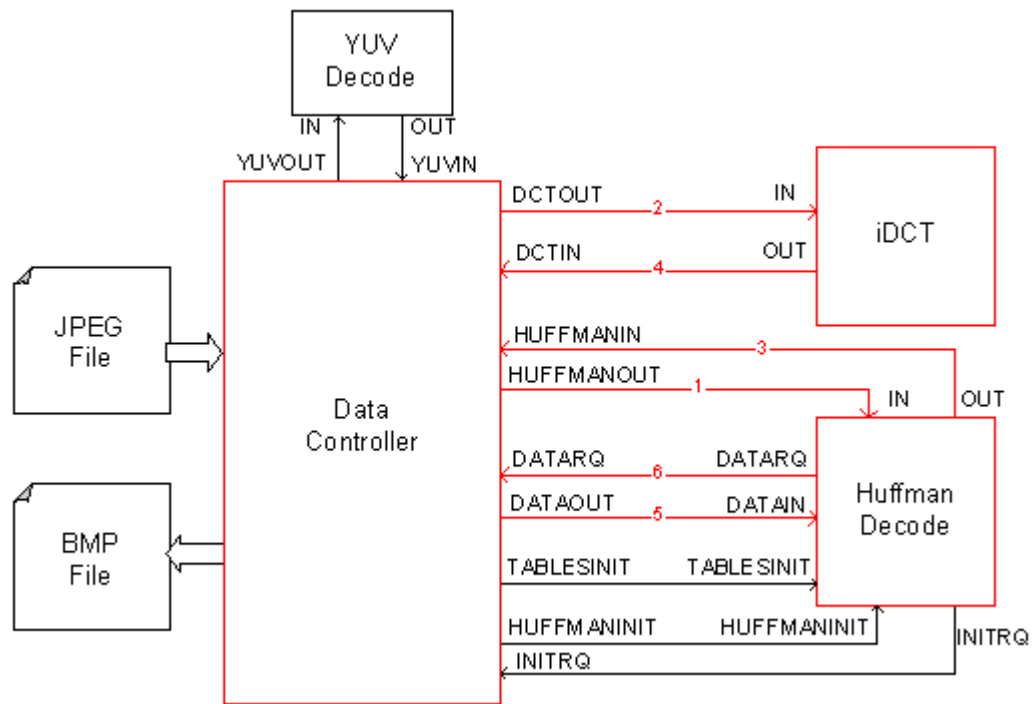 YUV
Decode
IN
OUT
YUVOUT
YUVIN
DCTOUT
2
IN
iDCT
DCTIN
4
OUT
JPEG
File
HUFFMANIN
3
HUFFMANOUT
1
IN
OUT
Data
Controller
DATARQ
6
DATARQ
DATAOUT
5
DATAIN
Huffman
Decode
BMP
File
TABLESINIT
TABLESINIT
HUFFMANINIT
HUFFMANINIT
INITRQ
INITRQ